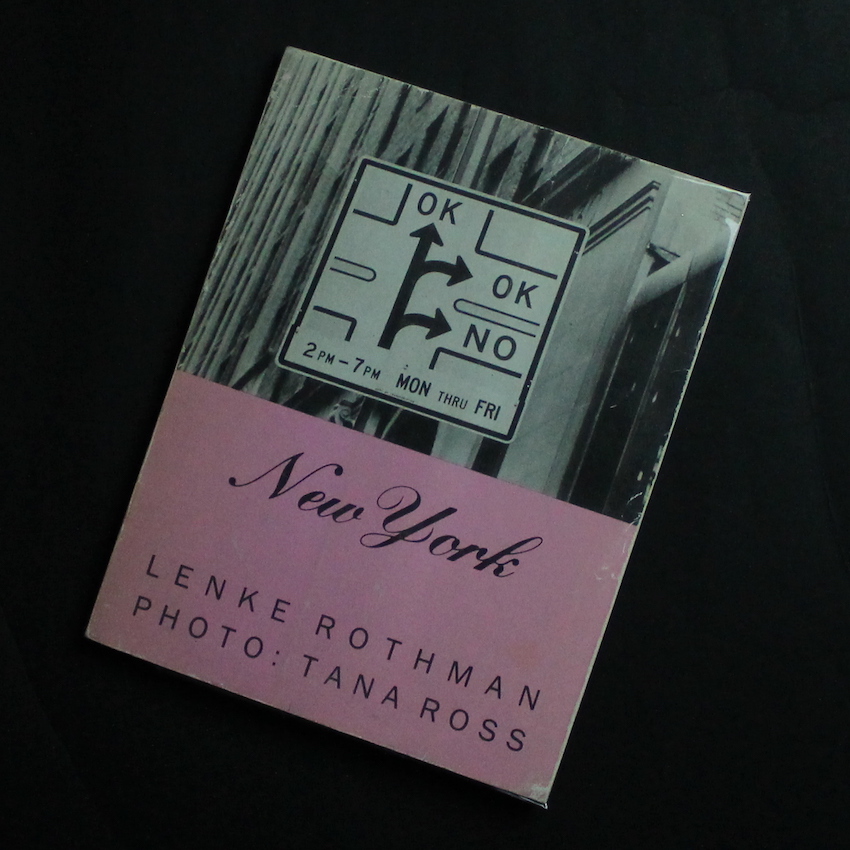 OK
OK
NO
2PM-7PM MON THRU FRI
New York
LENKE ROTHMAN
PHOTO: TANA ROSS